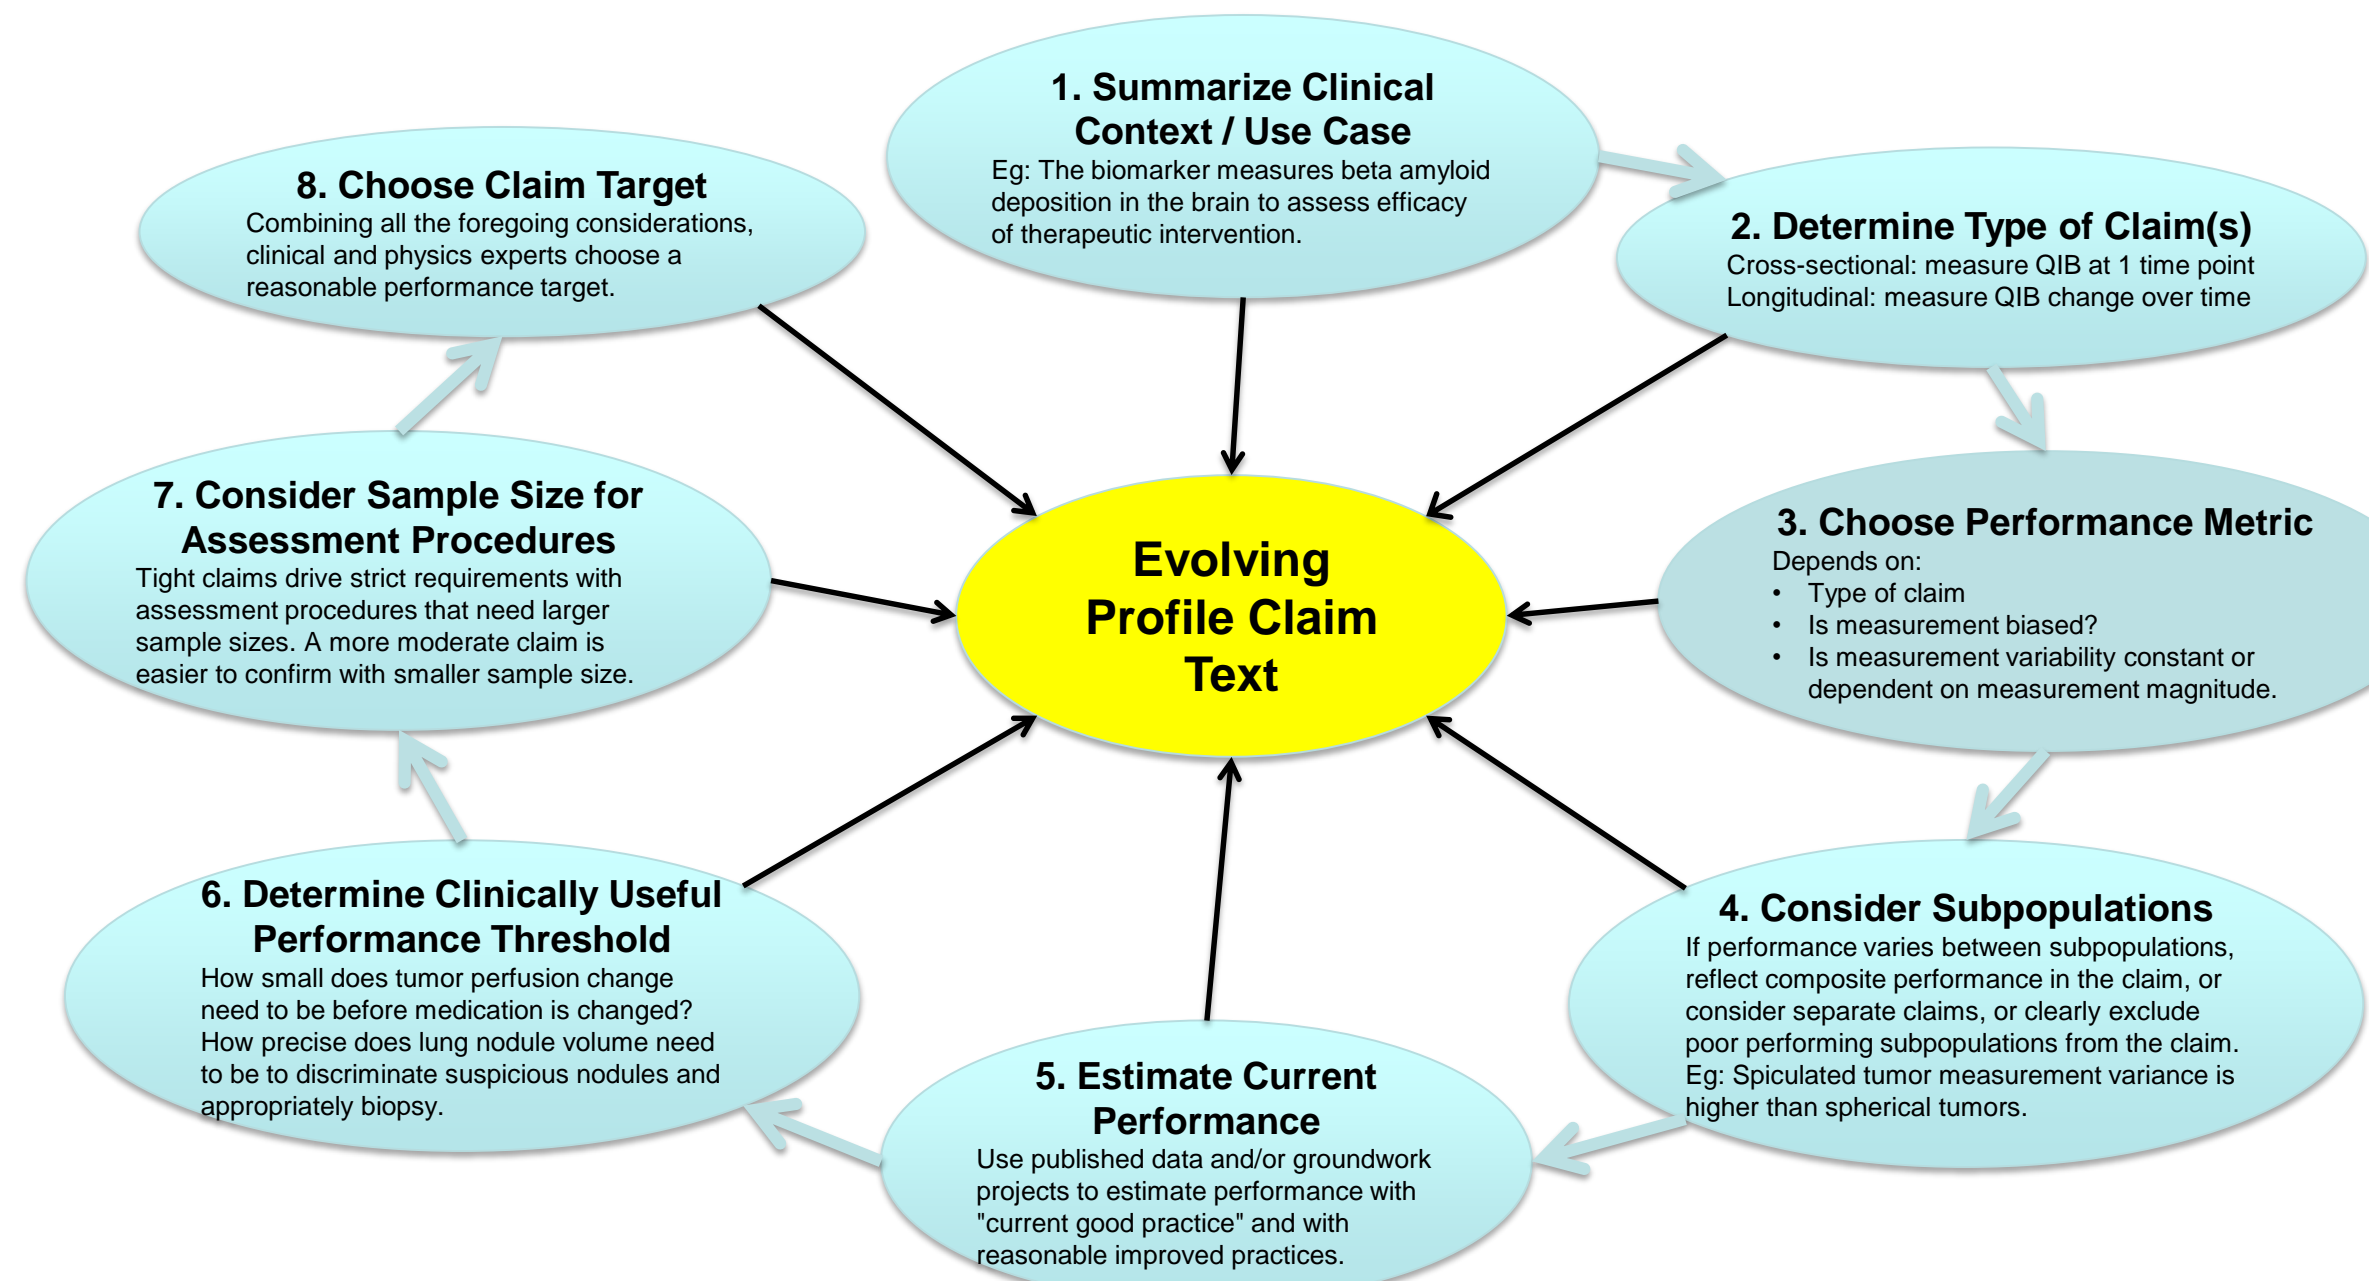 1. Summarize Clinical
Context / Use Case
Eg: The biomarker measures beta amyloid
deposition in the brain to assess efficacy
of therapeutic intervention.
2. Determine Type of Claim(s)
Cross-sectional: measure QIB at 1 time point
Longitudinal: measure QIB change over time
3. Choose Performance Metric
Depends on:
• Type of claim
• Is measurement biased?
• Is measurement variability constant or
dependent on measurement magnitude.
4. Consider Subpopulations
If performance varies between subpopulations,
reflect composite performance in the claim, or
consider separate claims, or clearly exclude
poor performing subpopulations from the claim.
Eg: Spiculated tumor measurement variance is
higher than spherical tumors.
5. Estimate Current
Performance
Use published data and/or groundwork
projects to estimate performance with
"current good practice" and with
reasonable improved practices.
6. Determine Clinically Useful
Performance Threshold
How small does tumor perfusion change
need to be before medication is changed?
How precise does lung nodule volume need
to be to discriminate suspicious nodules and
appropriately biopsy.
7. Consider Sample Size for
Assessment Procedures
Tight claims drive strict requirements with
assessment procedures that need larger
sample sizes. A more moderate claim is
easier to confirm with smaller sample size.
8. Choose Claim Target
Combining all the foregoing considerations,
clinical and physics experts choose a
reasonable performance target.
Evolving
Profile Claim
Text